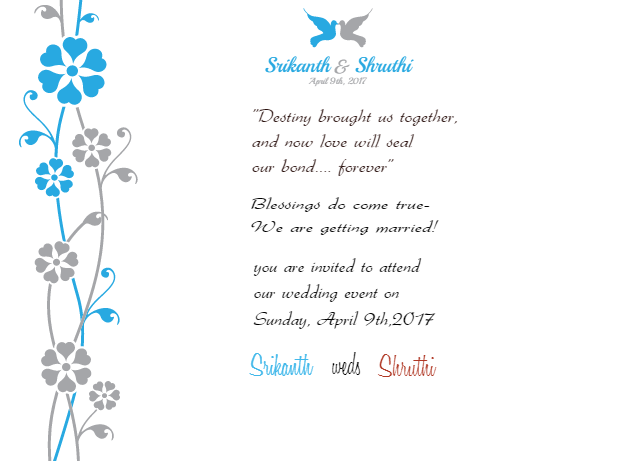 Srikanth & Shruthi
April 9th, 2017
"Destiny brought us together,
and now love will seal
our bond.... forever"
Blessings do come true-
We are getting married!
you are invited to attend
our wedding event on
Sunday, April 9th,2017
Srikanth weds Shruthi